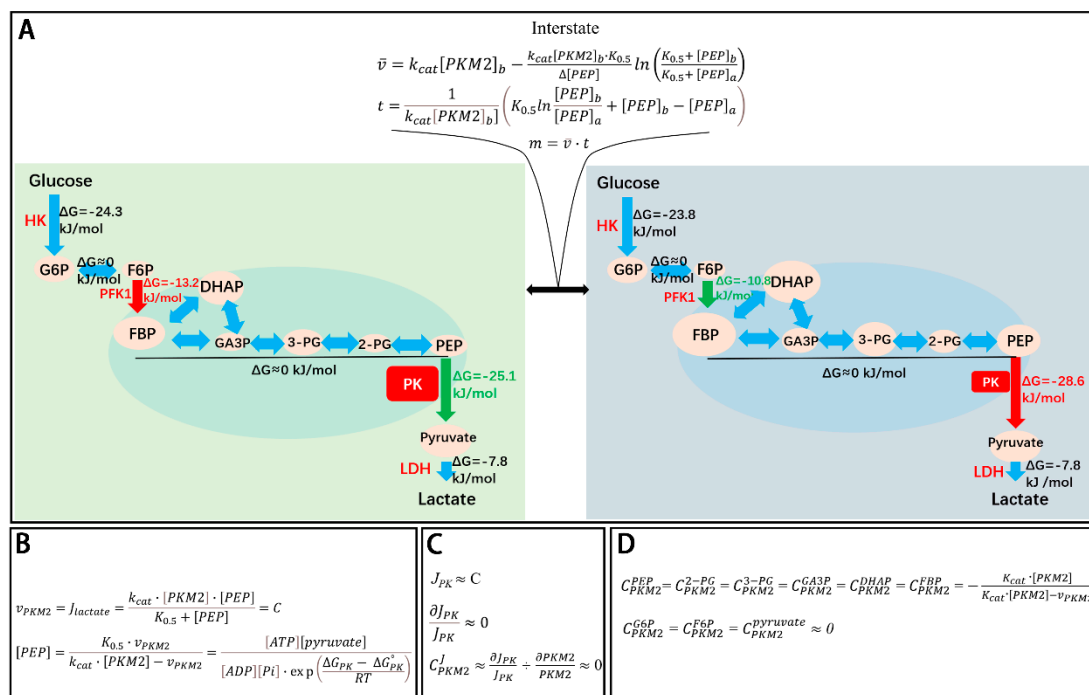 A
Interstate
v̄ = k_cat[PKM2]_b − (k_cat[PKM2]_b·K_0.5)/(Δ[PEP]) ln((K_0.5 + [PEP]_b)/(K_0.5 + [PEP]_a))
t = 1/(k_cat[PKM2]_b]) (K_0.5 ln([PEP]_b/[PEP]_a) + [PEP]_b − [PEP]_a)
m = v̄ · t
Glucose
HK
ΔG=-24.3
kJ/mol
G6P
ΔG≈0
kJ/mol
F6P
PFK1
ΔG=-13.2
kJ/mol
DHAP
FBP
GA3P
3-PG
2-PG
PEP
ΔG≈0 kJ/mol
PK
ΔG=-25.1
kJ/mol
Pyruvate
LDH
ΔG=-7.8
kJ/mol
Lactate
Glucose
HK
ΔG=-23.8
kJ/mol
G6P
ΔG≈0
kJ/mol
F6P
PFK1
ΔG=-10.8
kJ/mol
DHAP
FBP
GA3P
3-PG
2-PG
PEP
ΔG≈0 kJ/mol
PK
ΔG=-28.6
kJ/mol
Pyruvate
LDH
ΔG=-7.8
kJ /mol
Lactate
B
v_PKM2 = J_lactate = (k_cat · [PKM2] · [PEP])/(K_0.5 + [PEP]) = C
[PEP] = (K_0.5 · v_PKM2)/(k_cat · [PKM2] − v_PKM2) = ([ATP][pyruvate])/([ADP][Pi] · exp((ΔG_PK − ΔG°_PK)/RT))
C
J_PK ≈ C
∂J_PK/J_PK ≈ 0
C^J_PKM2 ≈ ∂J_PK/J_PK ÷ ∂PKM2/PKM2 ≈ 0
D
C^PEP_PKM2 = C^2-PG_PKM2 = C^3-PG_PKM2 = C^GA3P_PKM2 = C^DHAP_PKM2 = C^FBP_PKM2 = − (K_cat·[PKM2])/(K_cat·[PKM2]−v_PKM
C^G6P_PKM2 = C^F6P_PKM2 = C^pyruvate_PKM2 ≈ 0